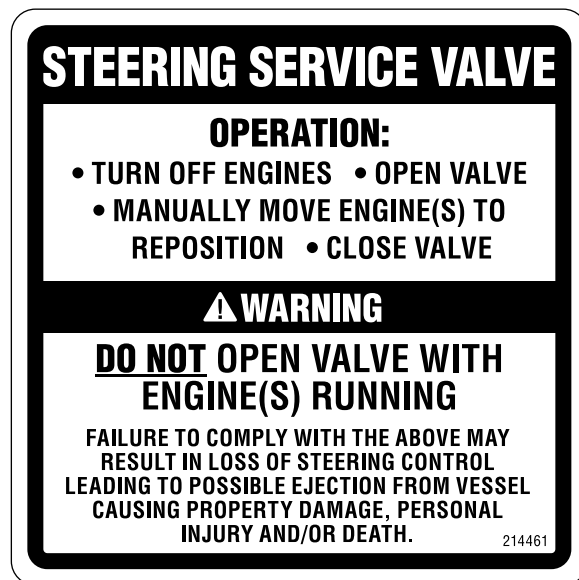 STEERING SERVICE VALVE
OPERATION:
• TURN OFF ENGINES • OPEN VALVE
• MANUALLY MOVE ENGINE(S) TO
REPOSITION • CLOSE VALVE
WARNING
DO NOT OPEN VALVE WITH
ENGINE(S) RUNNING
FAILURE TO COMPLY WITH THE ABOVE MAY
RESULT IN LOSS OF STEERING CONTROL
LEADING TO POSSIBLE EJECTION FROM VESSEL
CAUSING PROPERTY DAMAGE, PERSONAL
INJURY AND/OR DEATH.
214461